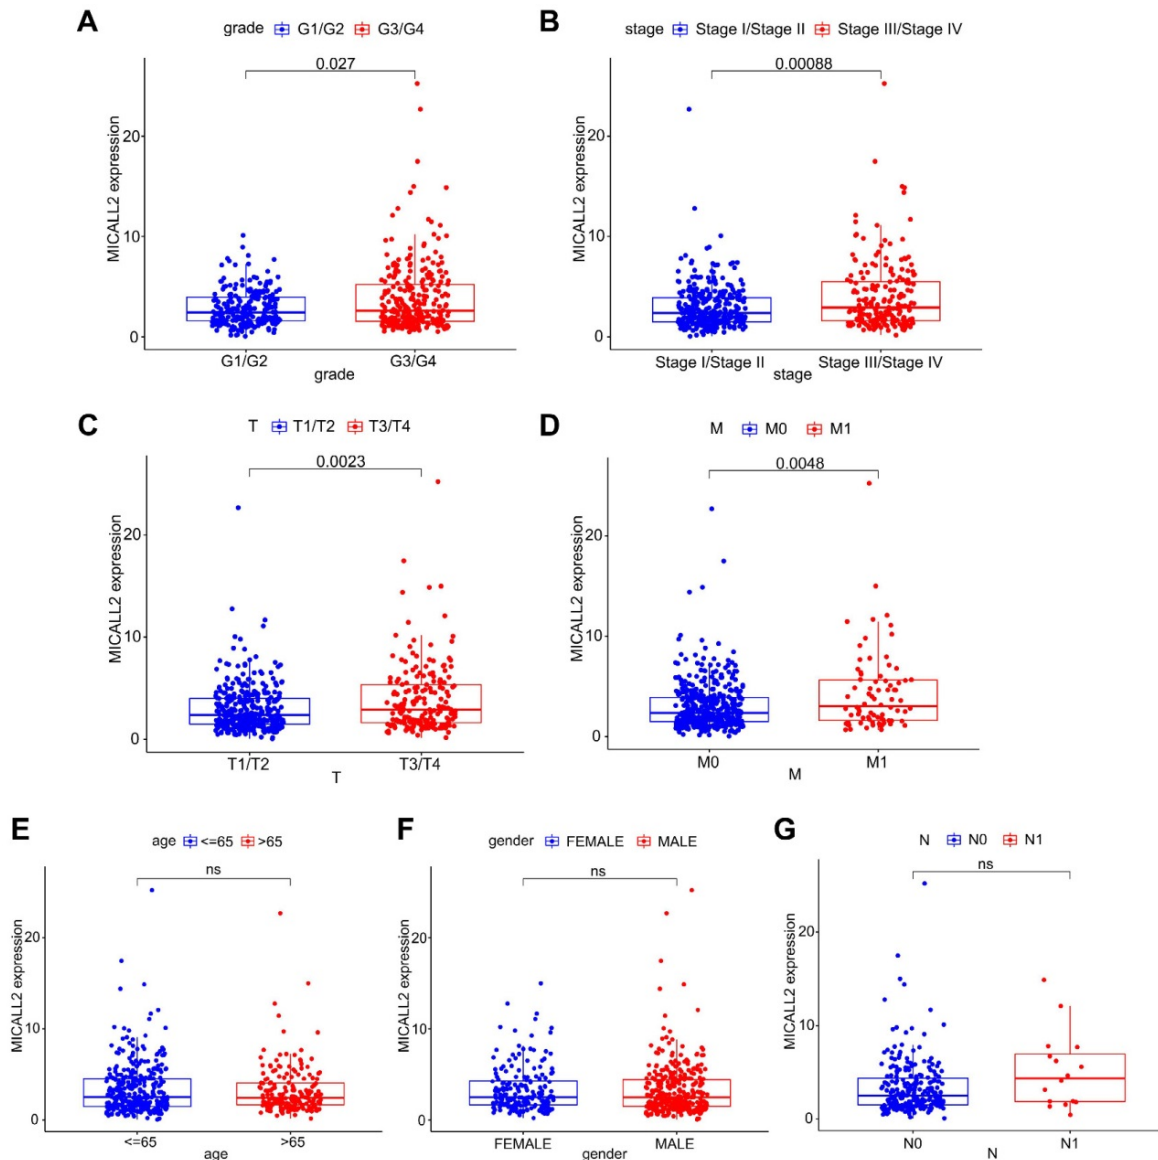 A
grade G1/G2 G3/G4
0.027
MICALL2 expression
20
10
0
G1/G2 G3/G4
grade
B
stage Stage I/Stage II Stage III/Stage IV
0.00088
MICALL2 expression
20
10
0
Stage I/Stage II Stage III/Stage IV
stage
C
T T1/T2 T3/T4
0.0023
MICALL2 expression
20
10
0
T1/T2 T3/T4
T
D
M M0 M1
0.0048
MICALL2 expression
20
10
0
M0 M1
M
E
age <=65 >65
ns
MICALL2 expression
20
10
0
<=65 >65
age
F
gender FEMALE MALE
ns
MICALL2 expression
20
10
0
FEMALE MALE
gender
G
N N0 N1
ns
MICALL2 expression
20
10
0
N0 N1
N